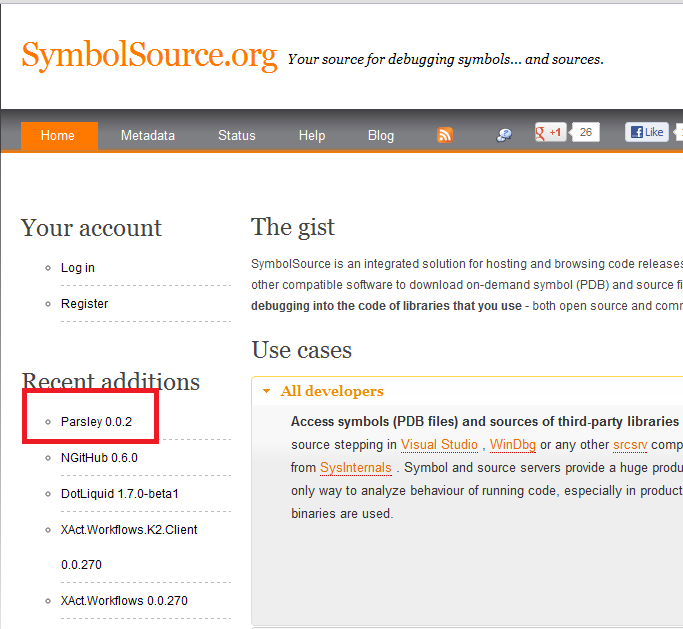 SymbolSource.org Your source for debugging symbols... and sources.
Home Metadata Status Help Blog +1 26 Like
Your account
Log in
Register
Recent additions
Parsley 0.0.2
NGitHub 0.6.0
DotLiquid 1.7.0-beta1
XAct.Workflows.K2.Client
0.0.270
XAct.Workflows 0.0.270
The gist
SymbolSource is an integrated solution for hosting and browsing code releases
other compatible software to download on-demand symbol (PDB) and source fi
debugging into the code of libraries that you use - both open source and comm
Use cases
All developers
Access symbols (PDB files) and sources of third-party libraries
source stepping in Visual Studio , WinDbg or any other srcsrv comp
from SysInternals . Symbol and source servers provide a huge produ
only way to analyze behaviour of running code, especially in product
binaries are used.